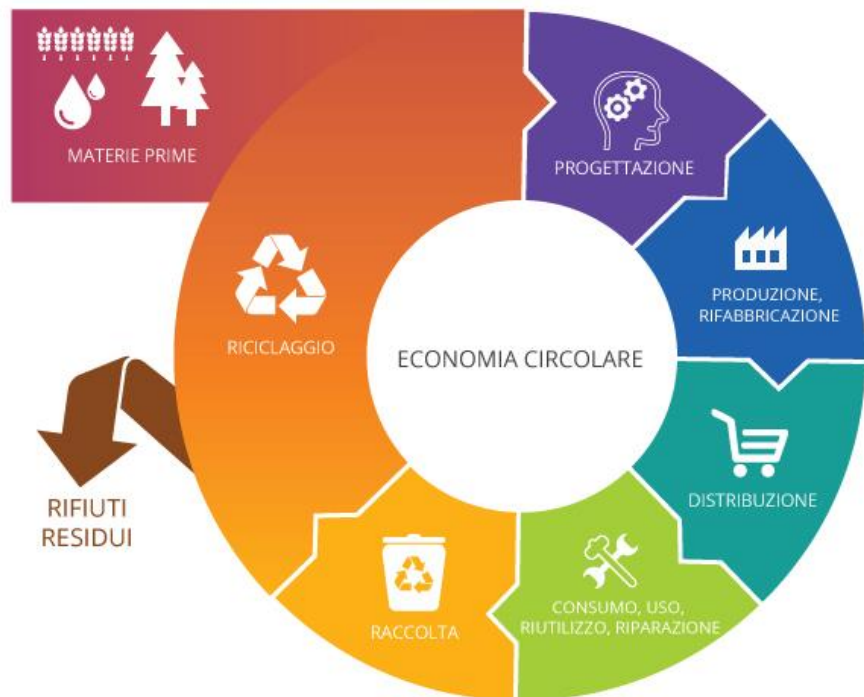 MATERIE PRIME
PROGETTAZIONE
PRODUZIONE,
RIFABBRICAZIONE
DISTRIBUZIONE
CONSUMO, USO,
RIUTILIZZO, RIPARAZIONE
RACCOLTA
RICICLAGGIO
RIFIUTI
RESIDUI
ECONOMIA CIRCOLARE